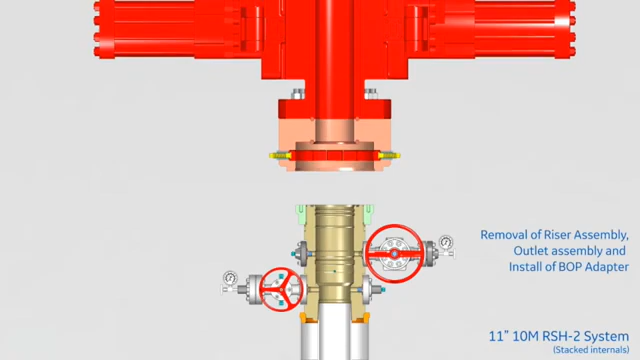 Removal of Riser Assembly,
Outlet assembly and
Install of BOP Adapter
11” 10M RSH-2 System
(Stacked internals)